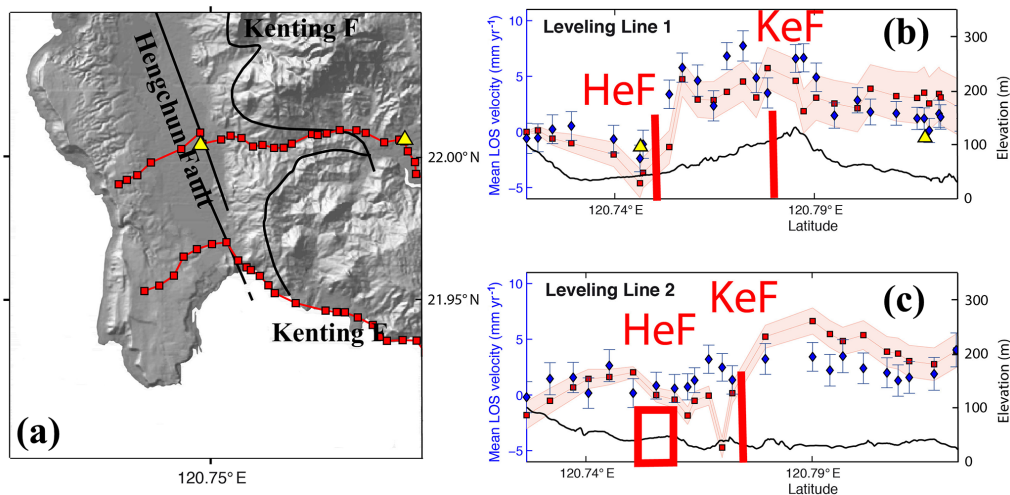 Kenting F
Hengchun Fault
22.00° N
21.95° N
Kenting F
(a)
120.75° E
Leveling Line 1
KeF
(b)
HeF
10
5
0
−5
Mean LOS velocity (mm yr⁻¹)
300
200
100
0
Elevation (m)
120.74° E
120.79° E
Latitude
Leveling Line 2
KeF
(c)
HeF
10
5
0
−5
Mean LOS velocity (mm yr⁻¹)
300
200
100
0
Elevation (m)
120.74° E
120.79° E
Latitude